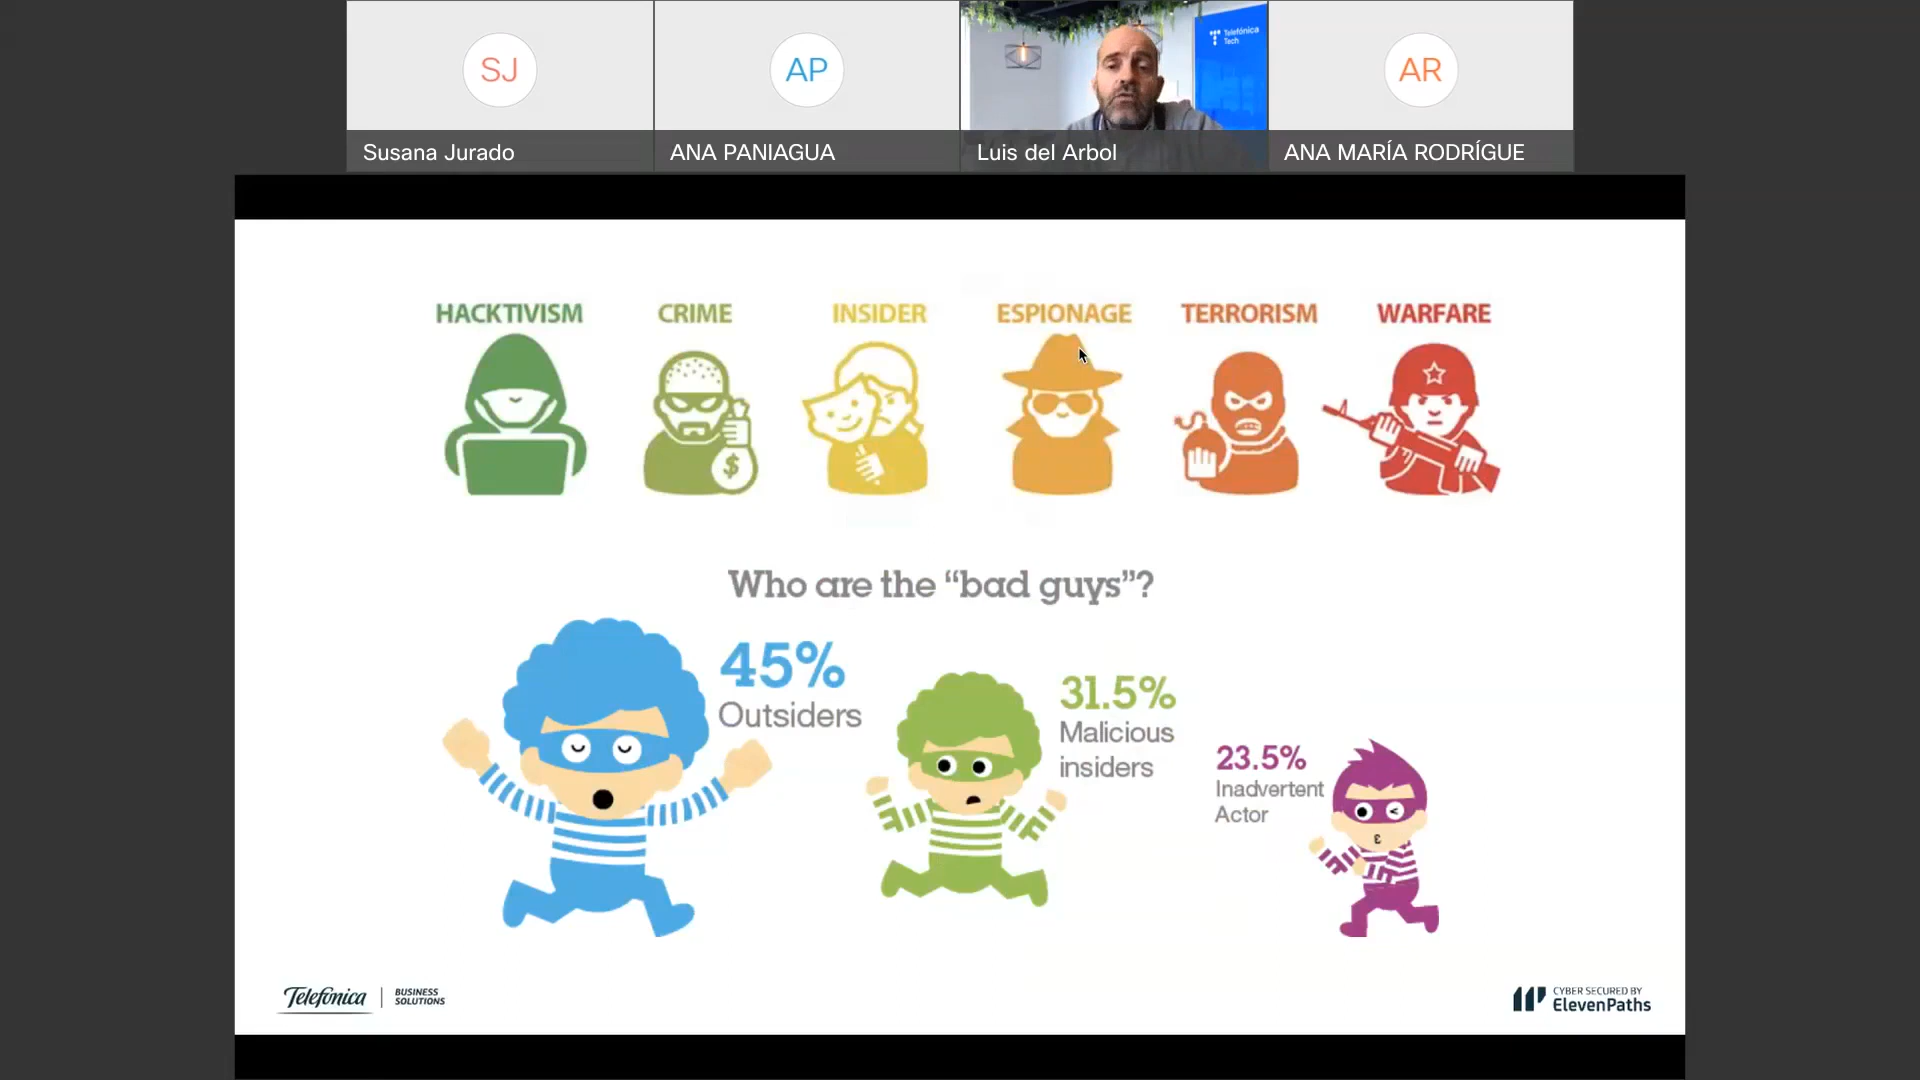 SJ
AP
Telefónica
Tech
AR
Susana Jurado
ANA PANIAGUA
Luis del Arbol
ANA MARÍA RODRÍGUE
HACKTIVISM
CRIME
INSIDER
ESPIONAGE
TERRORISM
WARFARE
$
Who are the “bad guys”?
45%
Outsiders
31.5%
Malicious
insiders
23.5%
Inadvertent
Actor
Telefónica
BUSINESS
SOLUTIONS
CYBER SECURED BY
ElevenPaths